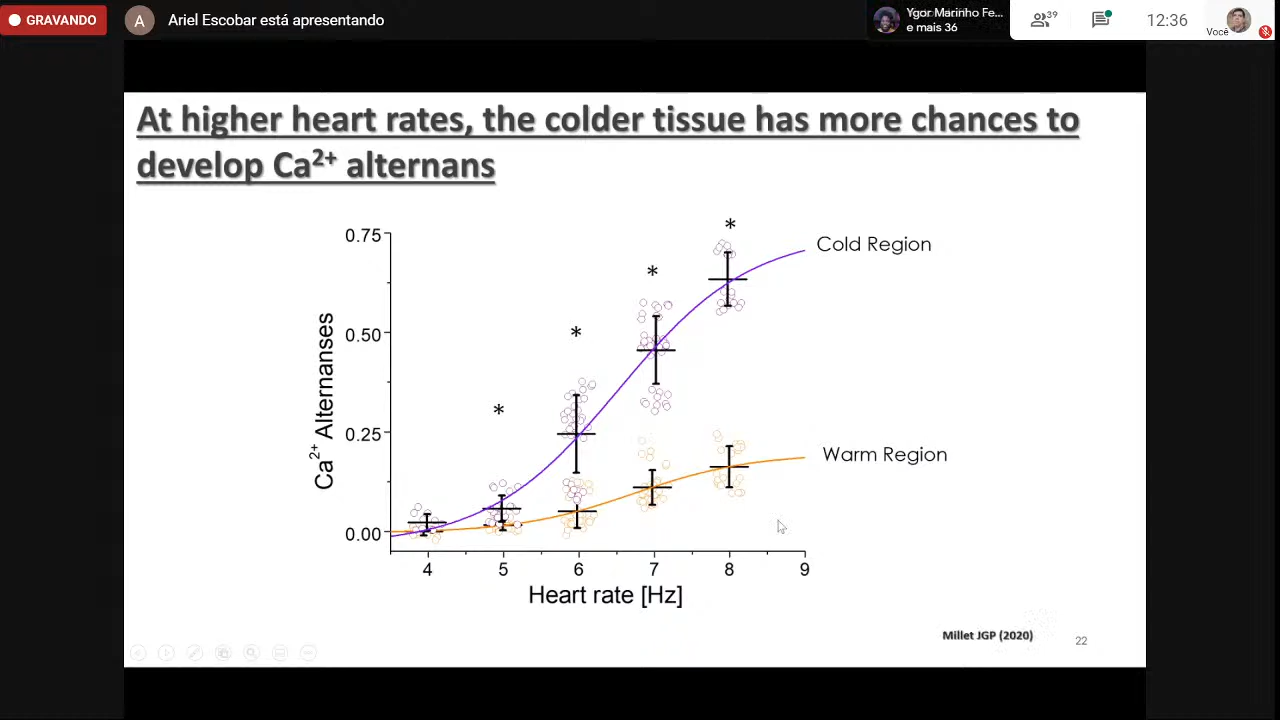 GRAVANDO
A
Ariel Escobar está apresentando
Ygor Marinho Fe...
e mais 36
39
12:36
Você
At higher heart rates, the colder tissue has more chances to
develop Ca²⁺ alternans
*
*
*
*
Cold Region
Warm Region
0.75
0.50
0.25
0.00
Ca²⁺ Alternanses
4 5 6 7 8 9
Heart rate [Hz]
Millet JGP (2020)
22